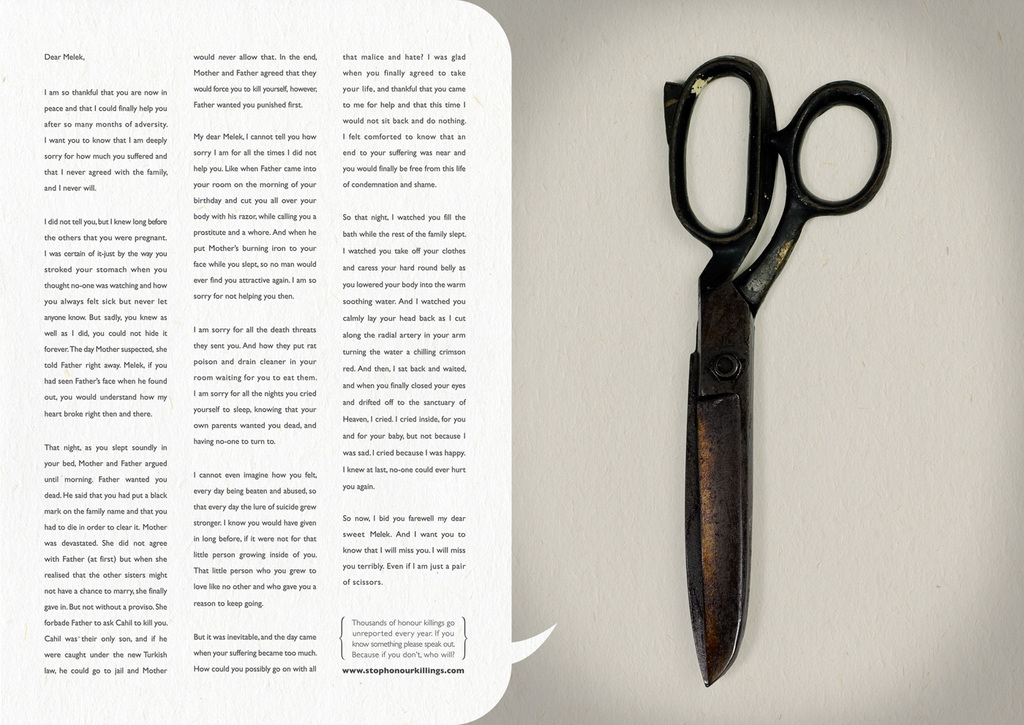 Dear Melek,
I am so thankful that you are now in
peace and that I could finally help you
after so many months of adversity.
I want you to know that I am deeply
sorry for how much you suffered and
that I never agreed with the family,
and I never will.
I did not tell you, but I knew long before
the others that you were pregnant.
I was certain of it-just by the way you
stroked your stomach when you
thought no-one was watching and how
you always felt sick but never let
anyone know. But sadly, you knew as
well as I did, you could not hide it
forever. The day Mother suspected, she
told Father right away. Melek, if you
had seen Father's face when he found
out, you would understand how my
heart broke right then and there.
That night, as you slept soundly in
your bed, Mother and Father argued
until morning. Father wanted you
dead. He said that you had put a black
mark on the family name and that you
had to die in order to clear it. Mother
was devastated. She did not agree
with Father (at first) but when she
realised that the other sisters might
not have a chance to marry, she finally
gave in. But not without a proviso. She
forbade Father to ask Cahil to kill you.
Cahil was their only son, and if he
were caught under the new Turkish
law, he could go to jail and Mother
would never allow that. In the end,
Mother and Father agreed that they
would force you to kill yourself, however,
Father wanted you punished first.
My dear Melek, I cannot tell you how
sorry I am for all the times I did not
help you. Like when Father came into
your room on the morning of your
birthday and cut you all over your
body with his razor, while calling you a
prostitute and a whore. And when he
put Mother's burning iron to your
face while you slept, so no man would
ever find you attractive again. I am so
sorry for not helping you then.
I am sorry for all the death threats
they sent you. And how they put rat
poison and drain cleaner in your
room waiting for you to eat them.
I am sorry for all the nights you cried
yourself to sleep, knowing that your
own parents wanted you dead, and
having no-one to turn to.
I cannot even imagine how you felt,
every day being beaten and abused, so
that every day the lure of suicide grew
stronger. I know you would have given
in long before, if it were not for that
little person growing inside of you.
That little person who you grew to
love like no other and who gave you a
reason to keep going.
But it was inevitable, and the day came
when your suffering became too much.
How could you possibly go on with all
that malice and hate? I was glad
when you finally agreed to take
your life, and thankful that you came
to me for help and that this time I
would not sit back and do nothing.
I felt comforted to know that an
end to your suffering was near and
you would finally be free from this life
of condemnation and shame.
So that night, I watched you fill the
bath while the rest of the family slept.
I watched you take off your clothes
and caress your hard round belly as
you lowered your body into the warm
soothing water. And I watched you
calmly lay your head back as I cut
along the radial artery in your arm
turning the water a chilling crimson
red. And then, I sat back and waited,
and when you finally closed your eyes
and drifted off to the sanctuary of
Heaven, I cried. I cried inside, for you
and for your baby, but not because I
was sad. I cried because I was happy.
I knew at last, no-one could ever hurt
you again.
So now, I bid you farewell my dear
sweet Melek. And I want you to
know that I will miss you. I will miss
you terribly. Even if I am just a pair
of scissors.
Thousands of honour killings go
unreported every year. If you
know something please speak out.
Because if you don't, who will?
www.stophonourkillings.com